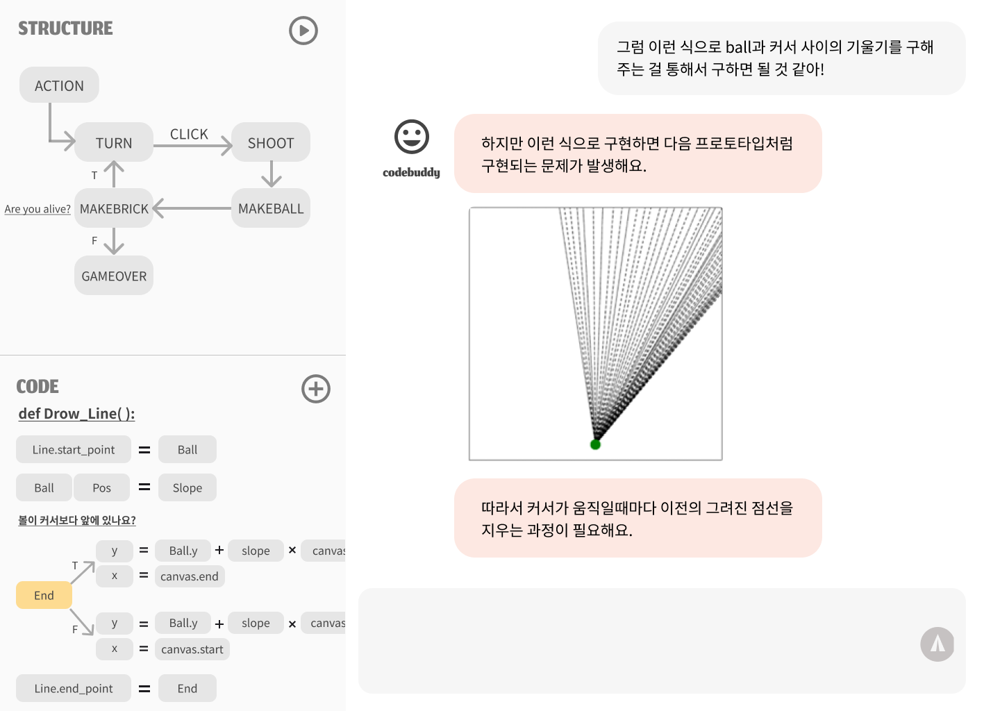 STRUCTURE
ACTION
TURN
CLICK
SHOOT
T
Are you alive?
MAKEBRICK
MAKEBALL
F
GAMEOVER
CODE
def Drow_Line( ):
Line.start_point = Ball
Ball Pos = Slope
볼이 커서보다 앞에 있나요?
y = Ball.y + slope × canvas
T
x = canvas.end
End
y = Ball.y + slope × canvas
F
x = canvas.start
Line.end_point = End
그럼 이런 식으로 ball과 커서 사이의 기울기를 구해
주는 걸 통해서 구하면 될 것 같아!
codebuddy
하지만 이런 식으로 구현하면 다음 프로토타입처럼
구현되는 문제가 발생해요.
따라서 커서가 움직일때마다 이전의 그려진 점선을
지우는 과정이 필요해요.